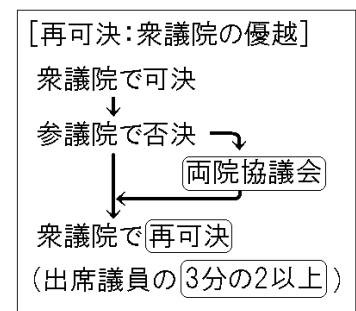 [再可決:衆議院の優越]
衆議院で可決
参議院で否決
両院協議会
衆議院で再可決
(出席議員の3分の2以上)